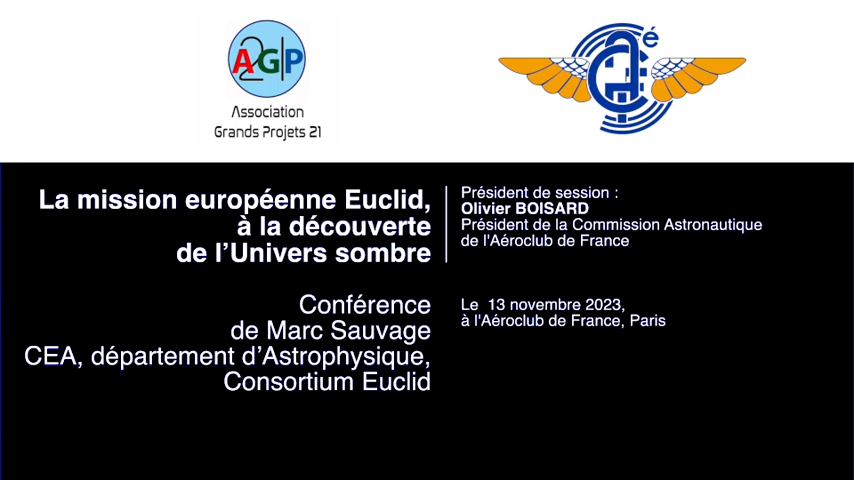 A2GP
Association
Grands Projets 21
é
La mission européenne Euclid,
à la découverte
de l'Univers sombre
Président de session :
Olivier BOISARD
Président de la Commission Astronautique
de l'Aéroclub de France
Conférence
de Marc Sauvage
CEA, département d'Astrophysique,
Consortium Euclid
Le 13 novembre 2023,
à l'Aéroclub de France, Paris